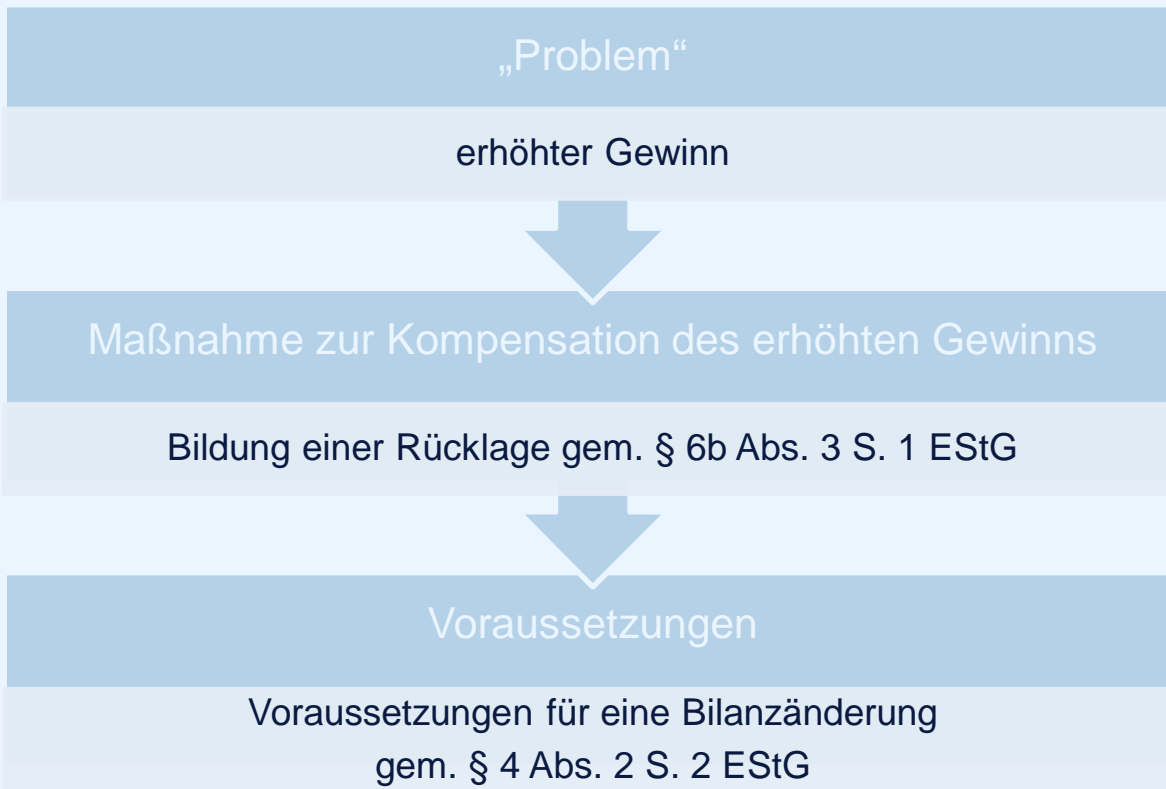 „Problem“
erhöhter Gewinn
Maßnahme zur Kompensation des erhöhten Gewinns
Bildung einer Rücklage gem. § 6b Abs. 3 S. 1 EStG
Voraussetzungen
Voraussetzungen für eine Bilanzänderung
gem. § 4 Abs. 2 S. 2 EStG